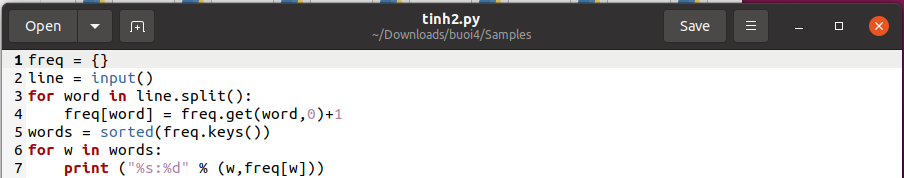 tinh2.py
Open
~/Downloads/buoi4/Samples
Save
1 freq = {}
2 line = input()
3 for word in line.split():
4     freq[word] = freq.get(word,0)+1
5 words = sorted(freq.keys())
6 for w in words:
7     print ("%s:%d" % (w,freq[w]))